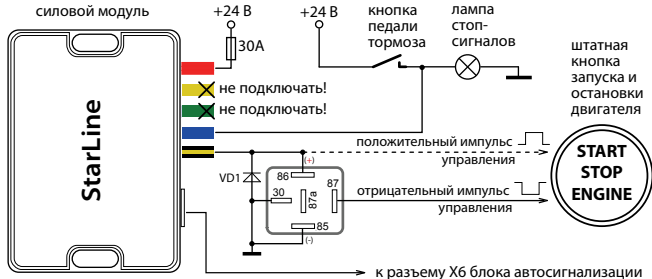 силовой модуль
StarLine
+24 В
30А
+24 В
кнопка
педали
тормоза
лампа
стоп-
сигналов
штатная
кнопка
запуска и
остановки
двигателя
не подключать!
не подключать!
положительный импульс
управления
(+)
VD1
86
30
87a
87
85
(-)
отрицательный импульс
управления
START
STOP
ENGINE
к разъему X6 блока автосигнализации